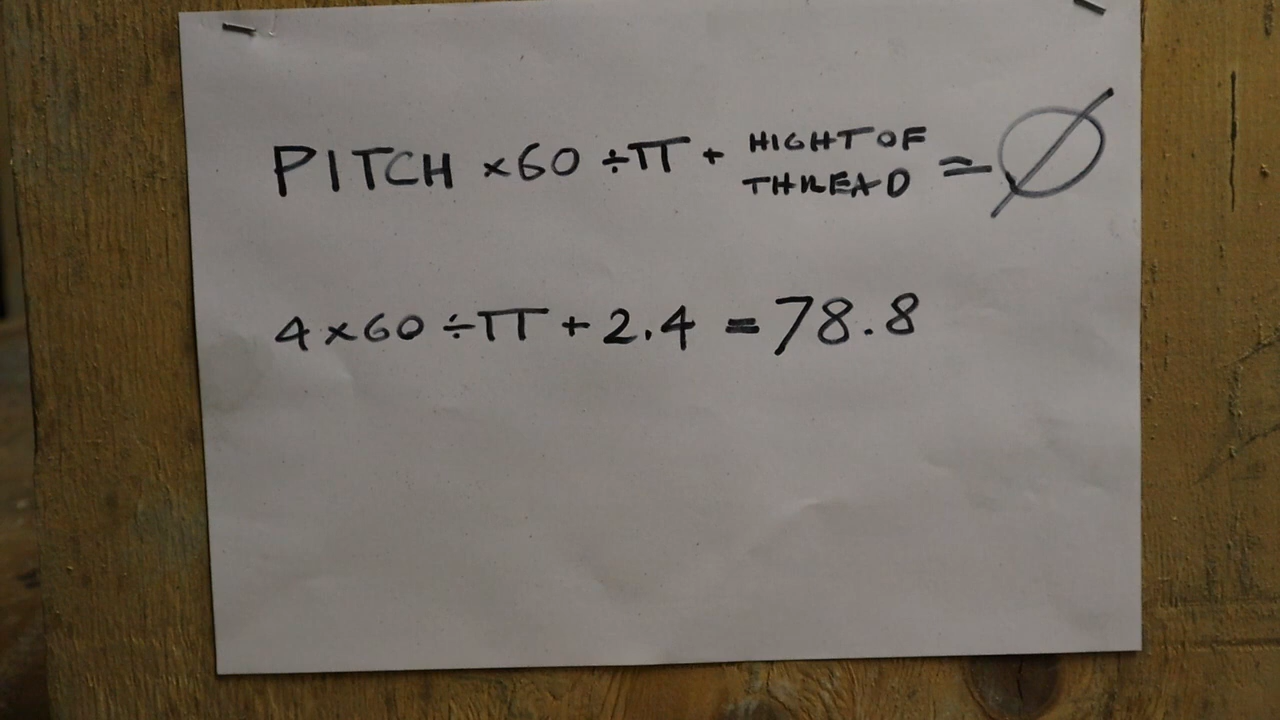 PITCH ×60 ÷π + HIGHT OF THREAD = Ø
4×60 ÷π + 2.4 = 78.8